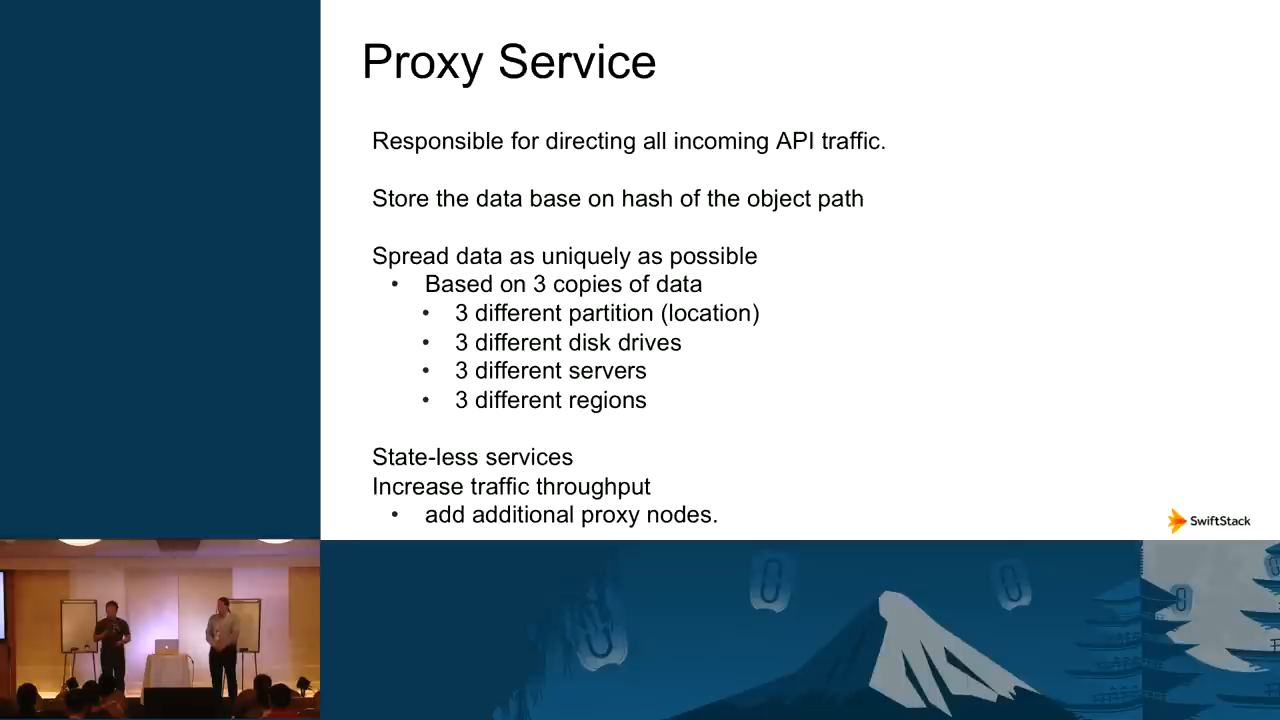 Proxy Service
Responsible for directing all incoming API traffic.
Store the data base on hash of the object path
Spread data as uniquely as possible
• Based on 3 copies of data
• 3 different partition (location)
• 3 different disk drives
• 3 different servers
• 3 different regions
State-less services
Increase traffic throughput
• add additional proxy nodes.
SwiftStack